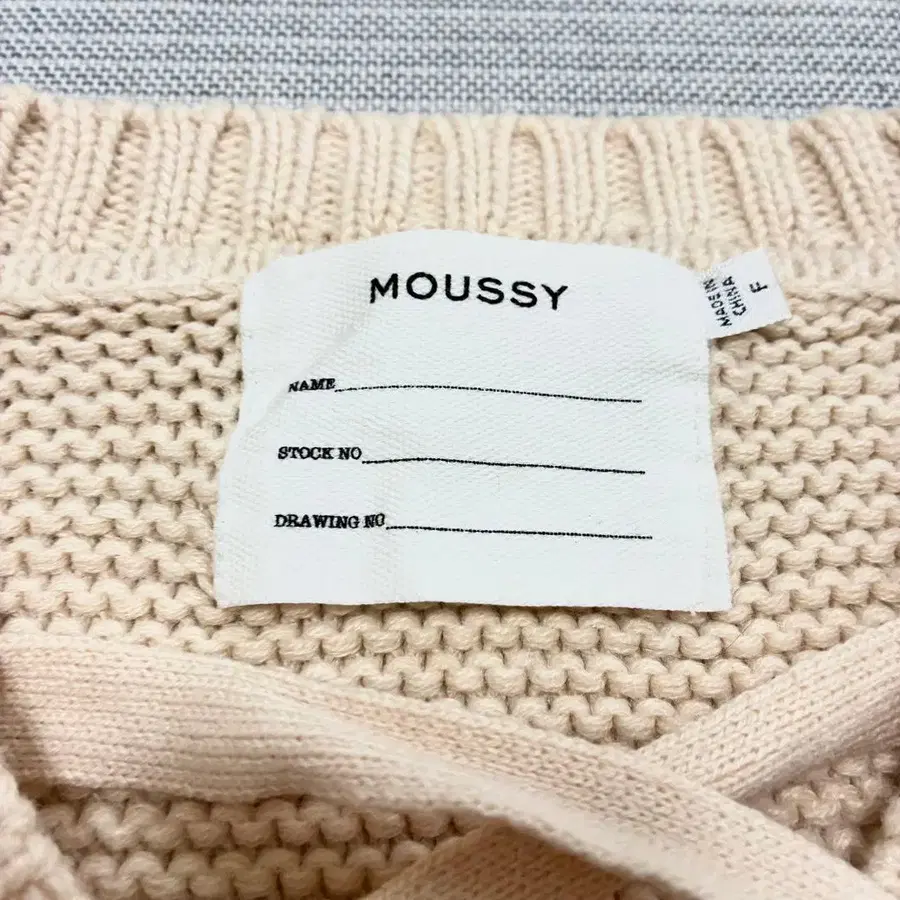 MOUSSY
NAME
STOCK NO
DRAWING NO
MADE IN
CHINA
F